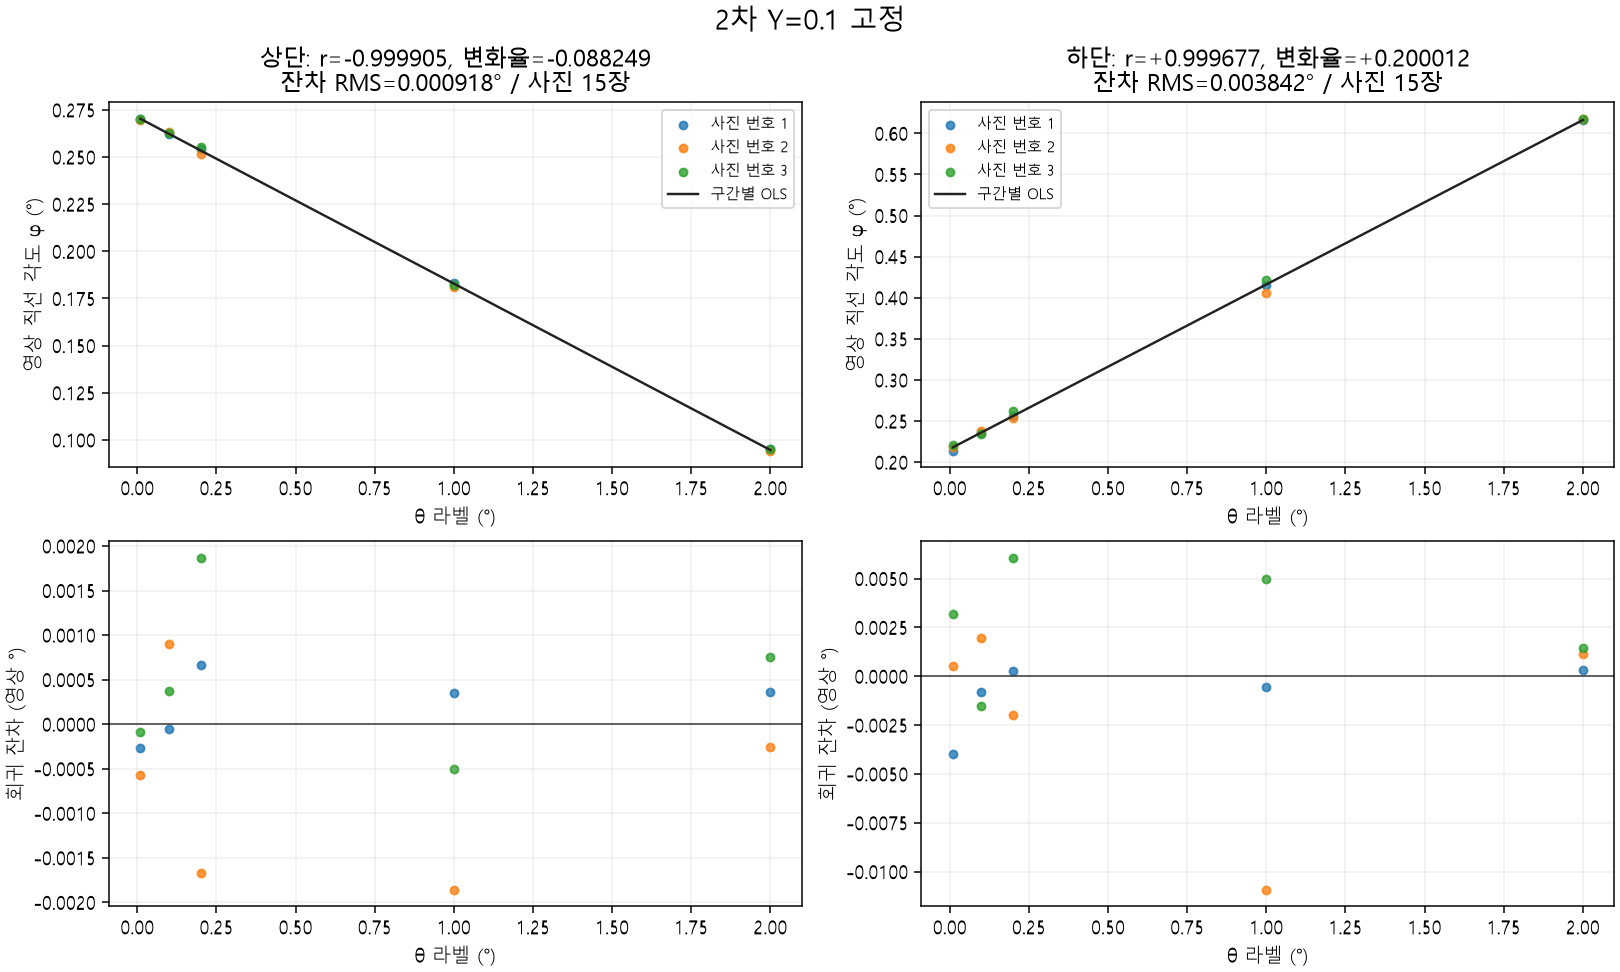 2차 Y=0.1 고정
상단: r=-0.999905, 변화율=-0.088249
잔차 RMS=0.000918° / 사진 15장
0.275
0.250
0.225
0.200
0.175
0.150
0.125
0.100
영상 직선 각도 φ (°)
사진 번호 1
사진 번호 2
사진 번호 3
구간별 OLS
0.00 0.25 0.50 0.75 1.00 1.25 1.50 1.75 2.00
θ 라벨 (°)
하단: r=+0.999677, 변화율=+0.200012
잔차 RMS=0.003842° / 사진 15장
0.60
0.55
0.50
0.45
0.40
0.35
0.30
0.25
0.20
영상 직선 각도 φ (°)
사진 번호 1
사진 번호 2
사진 번호 3
구간별 OLS
0.00 0.25 0.50 0.75 1.00 1.25 1.50 1.75 2.00
θ 라벨 (°)
0.0020
0.0015
0.0010
0.0005
0.0000
-0.0005
-0.0010
-0.0015
-0.0020
회귀 잔차 (영상 °)
0.00 0.25 0.50 0.75 1.00 1.25 1.50 1.75 2.00
θ 라벨 (°)
0.0050
0.0025
0.0000
-0.0025
-0.0050
-0.0075
-0.0100
회귀 잔차 (영상 °)
0.00 0.25 0.50 0.75 1.00 1.25 1.50 1.75 2.00
θ 라벨 (°)